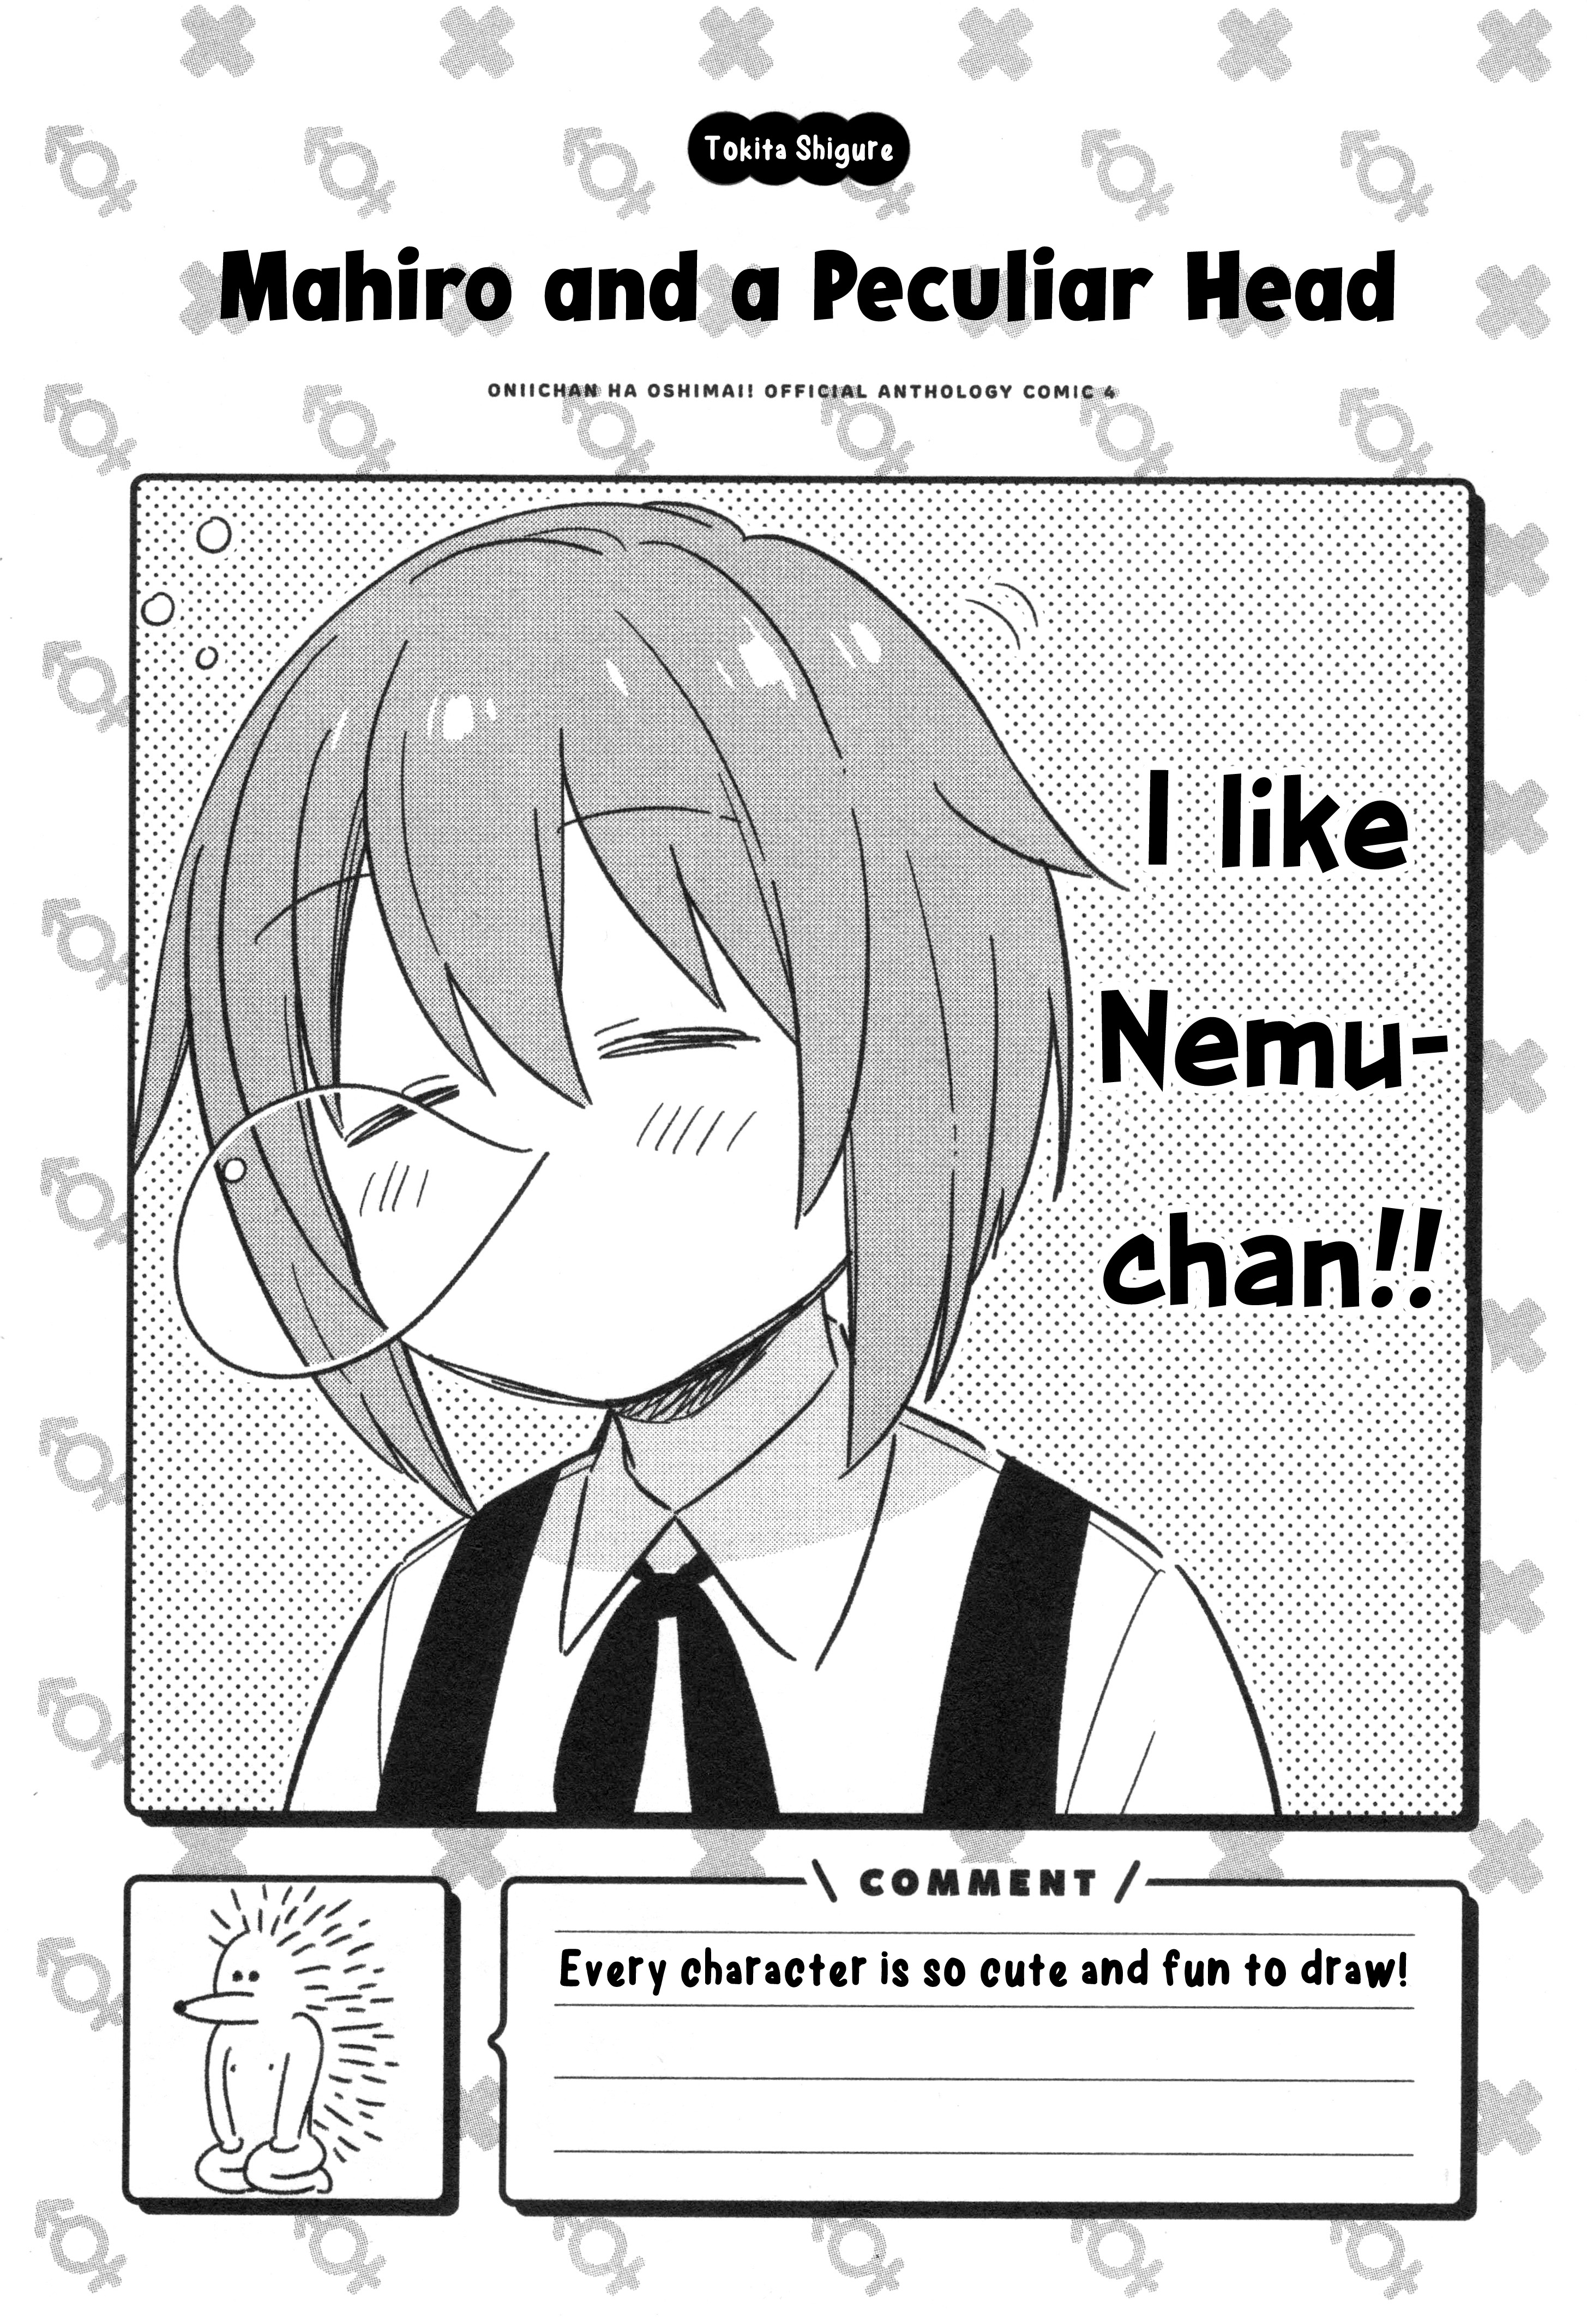 Tokita Shigure
Mahiro and a Peculiar Head
ONIICHAN HA OSHIMAI! OFFICIAL ANTHOLOGY COMIC 4
I like
Nemu-
chan!!
COMMENT
Every character is so cute and fun to draw!